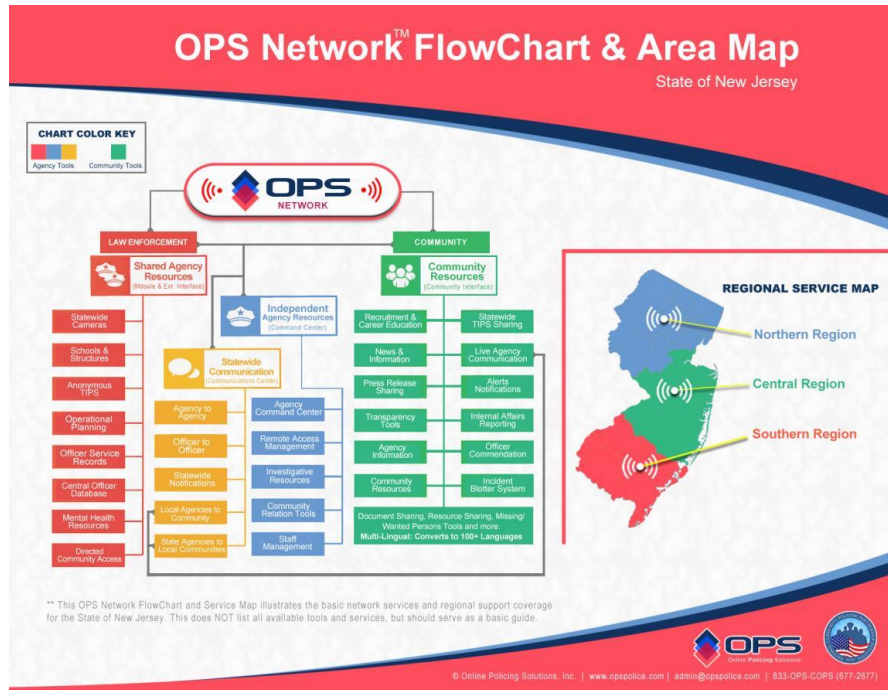 OPS Network™ FlowChart & Area Map
State of New Jersey
CHART COLOR KEY
Agency Tools
Community Tools
OPS
NETWORK
LAW ENFORCEMENT
COMMUNITY
Shared Agency
Resources
(Mdoule & Ext. Interface)
Independent
Agency Resources
(Command Center)
Statewide
Communication
(Communications Center)
Community
Resources
(Community Interface)
Statewide
Cameras
Schools &
Structures
Anonymous
TIPS
Operational
Planning
Officer Service
Records
Central Officer
Database
Mental Health
Resources
Directed
Community Access
Agency to
Agency
Officer to
Officer
Statewide
Notifications
Local Agencies to
Community
State Agencies to
Local Communities
Agency
Command Center
Remote Access
Management
Investigative
Resources
Community
Relation Tools
Staff
Management
Recruitment &
Career Education
News &
Information
Press Release
Sharing
Transparency
Tools
Agency
Information
Community
Resources
Statewide
TIPS Sharing
Live Agency
Communication
Alerts
Notifications
Internal Affairs
Reporting
Officer
Commendation
Incident
Blotter System
Document Sharing, Resource Sharing, Missing/
Wanted Persons Tools and more.
Multi-Lingual: Converts to 100+ Languages
REGIONAL SERVICE MAP
Northern Region
Central Region
Southern Region
** This OPS Network FlowChart and Service Map illustrates the basic network services and regional support coverage
for the State of New Jersey. This does NOT list all available tools and services, but should serve as a basic guide.
OPS
Online Policing Solutions
© Online Policing Solutions, Inc. | www.opspolice.com | admin@opspolice.com | 833-OPS-COPS (677-2677)